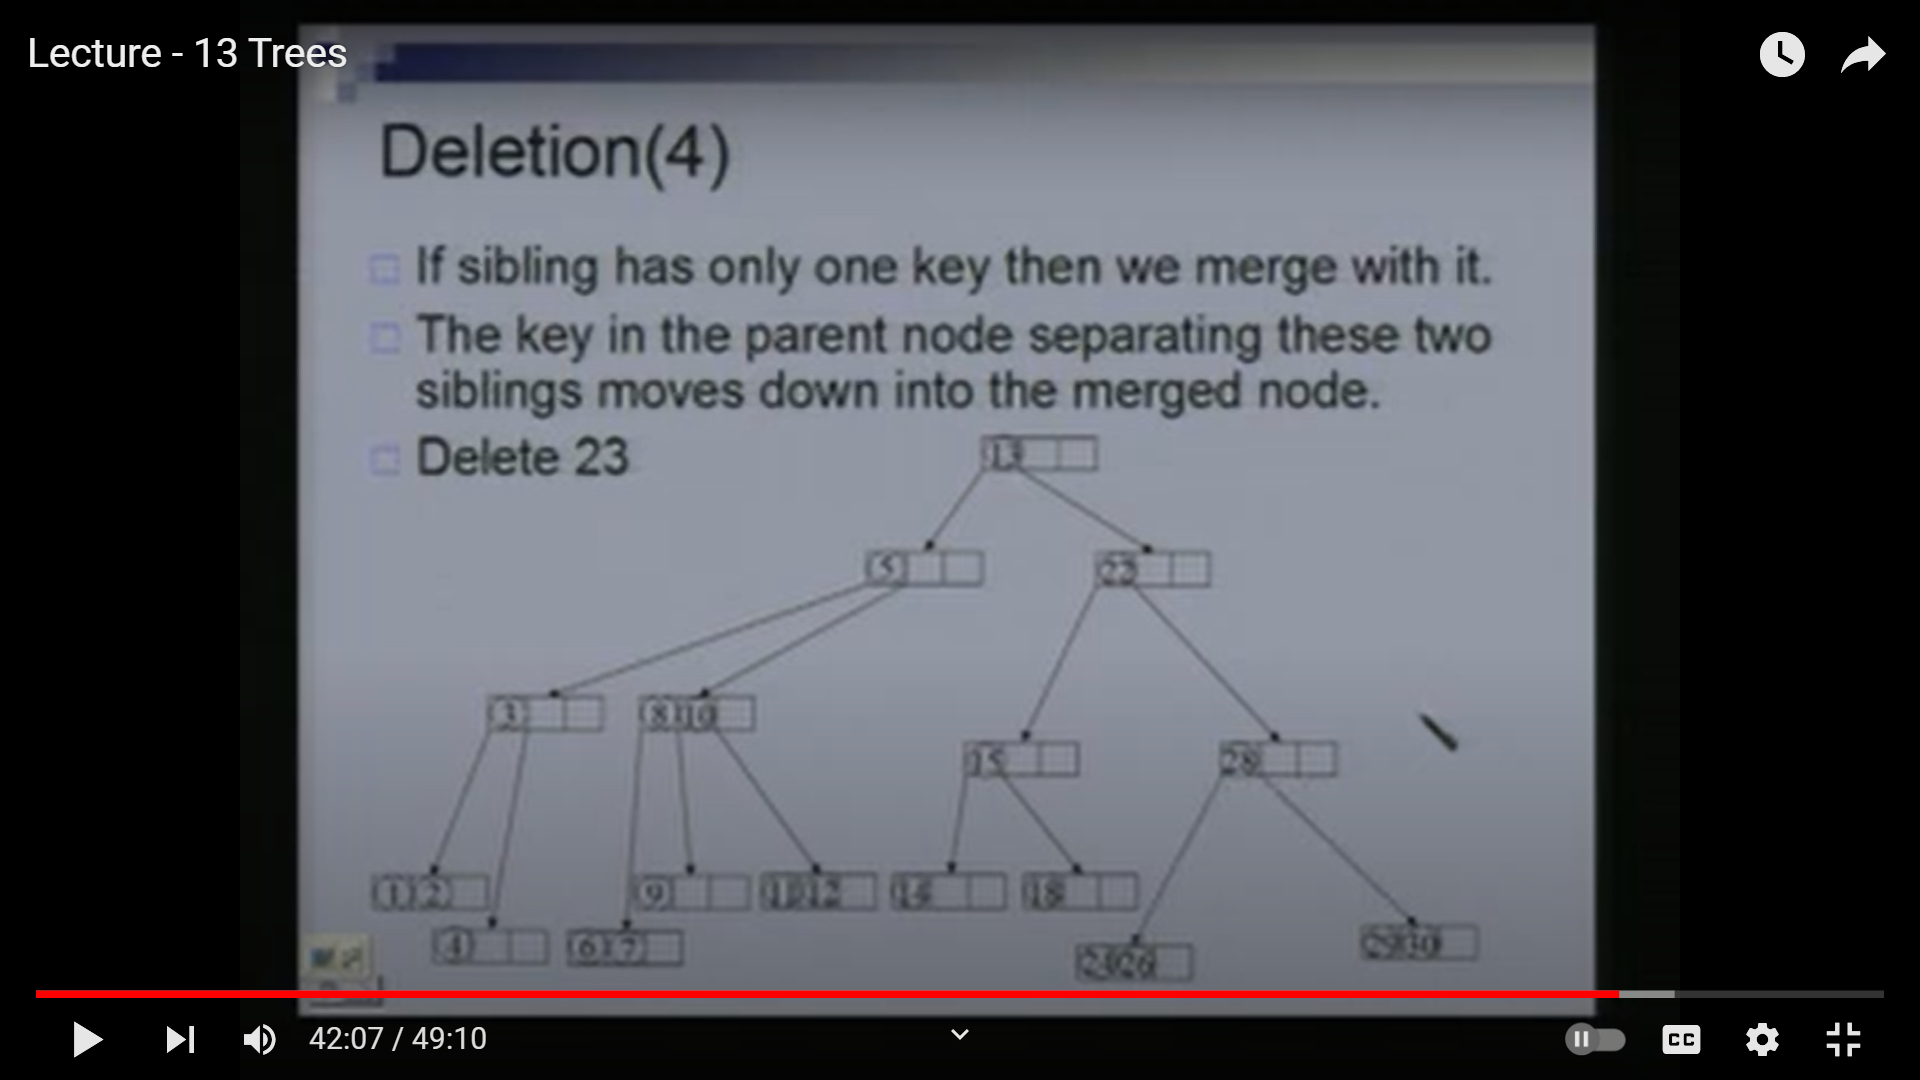 Lecture - 13 Trees
Deletion(4)
If sibling has only one key then we merge with it.
The key in the parent node separating these two
siblings moves down into the merged node.
Delete 23
13
5 22
3 8 10
15 28
1 2 9 11 12 14 18
4 6 7 23 26 29 30
42:07 / 49:10
CC